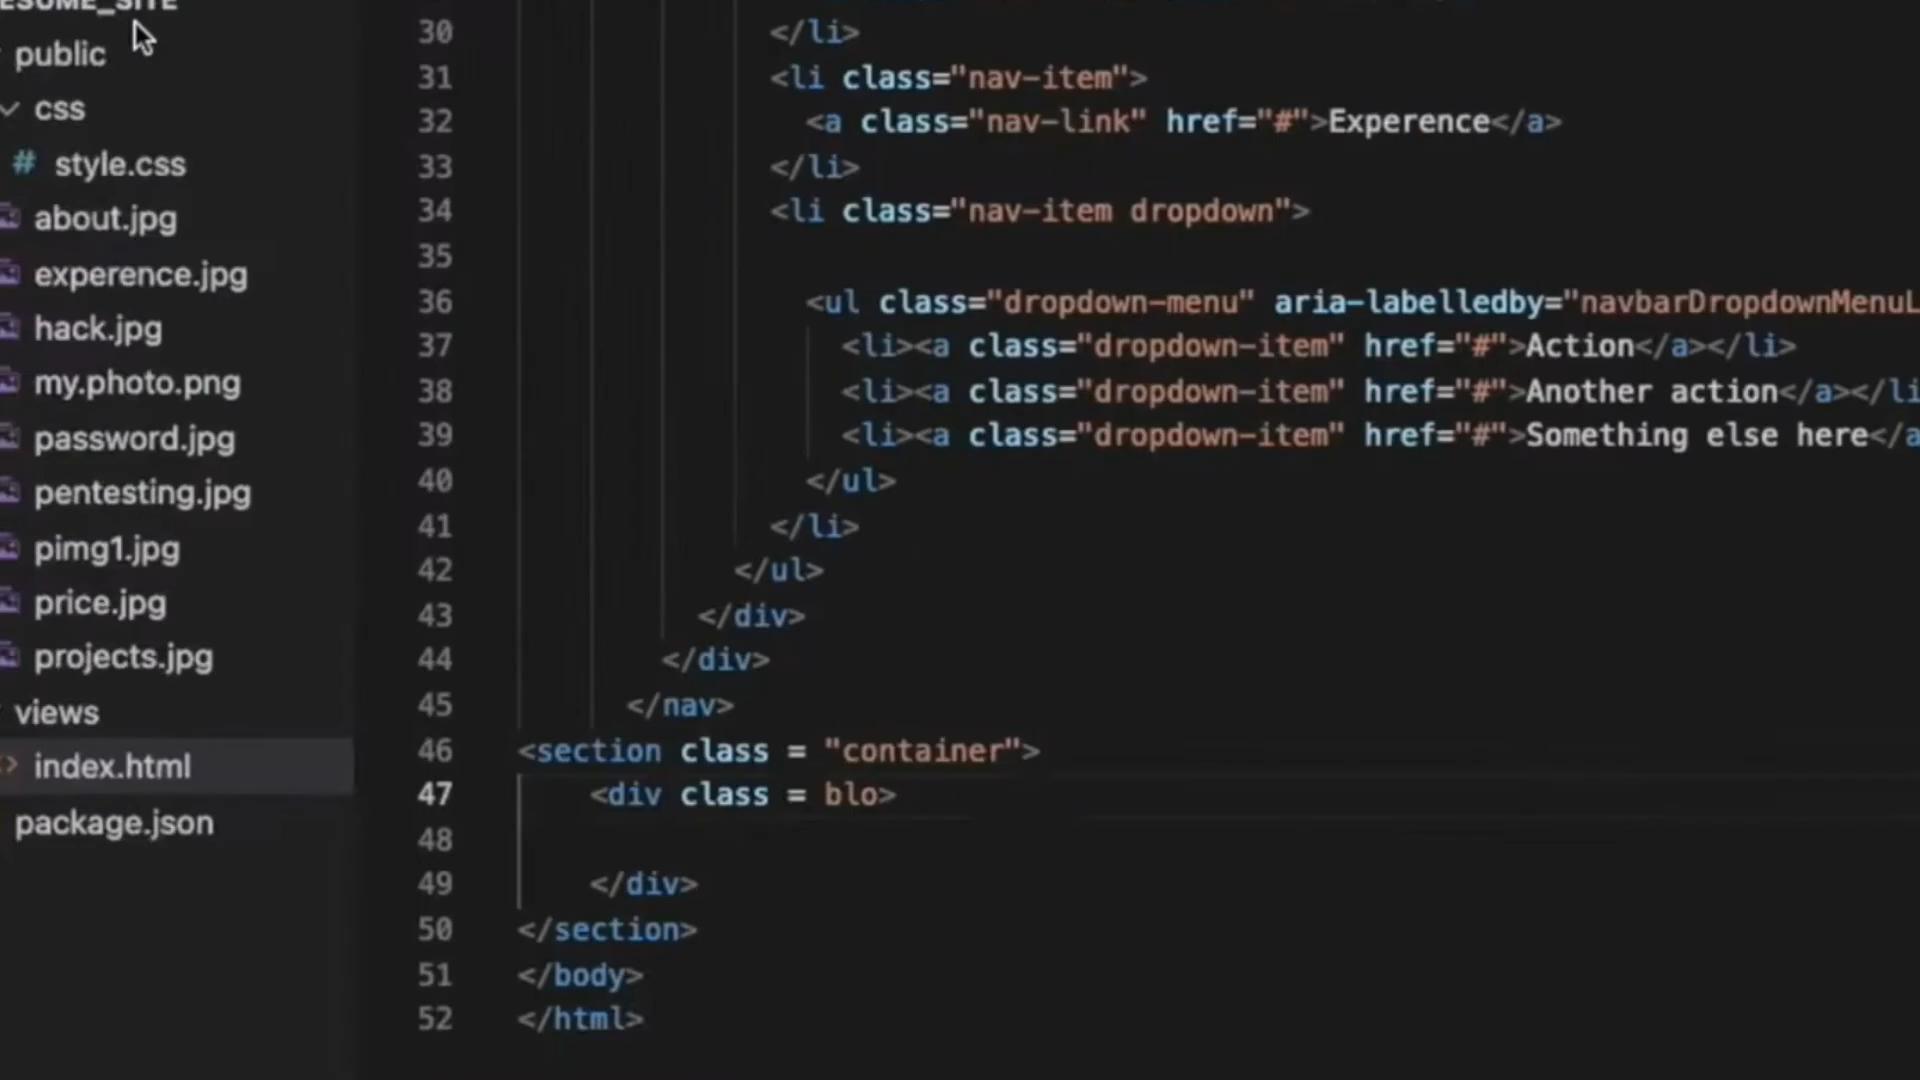 public
css
# style.css
about.jpg
experence.jpg
hack.jpg
my.photo.png
password.jpg
pentesting.jpg
pimg1.jpg
price.jpg
projects.jpg
views
<> index.html
package.json
30 </li>
31 <li class="nav-item">
32 <a class="nav-link" href="#">Experence</a>
33 </li>
34 <li class="nav-item dropdown">
35
36 <ul class="dropdown-menu" aria-labelledby="navbarDropdownMenuL
37 <li><a class="dropdown-item" href="#">Action</a></li>
38 <li><a class="dropdown-item" href="#">Another action</a></li
39 <li><a class="dropdown-item" href="#">Something else here</a
40 </ul>
41 </li>
42 </ul>
43 </div>
44 </div>
45 </nav>
46 <section class = "container">
47 <div class = blo>
48
49 </div>
50 </section>
51 </body>
52 </html>